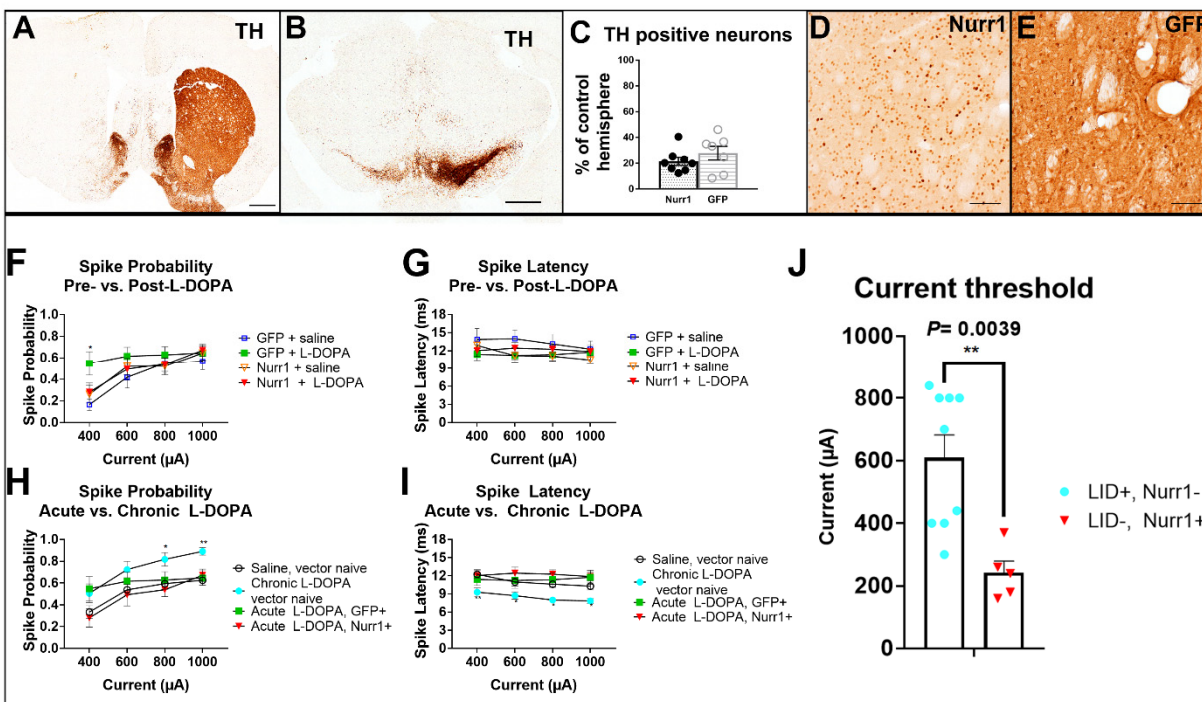 A
TH
B
TH
C
TH positive neurons
% of control
hemisphere
100
80
60
40
20
0
Nurr1
GFP
D
Nurr1
E
GFP
F
Spike Probability
Pre- vs. Post-L-DOPA
Spike Probability
1.0
0.8
0.6
0.4
0.2
0.0
*
400 600 800 1000
Current (µA)
GFP + saline
GFP + L-DOPA
Nurr1 + saline
Nurr1 + L-DOPA
G
Spike Latency
Pre- vs. Post-L-DOPA
Spike Latency (ms)
18
15
12
9
6
3
0
400 600 800 1000
Current (µA)
GFP + saline
GFP + L-DOPA
Nurr1 + saline
Nurr1 + L-DOPA
H
Spike Probability
Acute vs. Chronic L-DOPA
Spike Probability
1.0
0.8
0.6
0.4
0.2
0.0
* **
400 600 800 1000
Current (µA)
Saline, vector naive
Chronic L-DOPA
vector naive
Acute L-DOPA, GFP+
Acute L-DOPA, Nurr1+
I
Spike Latency
Acute vs. Chronic L-DOPA
Spike Latency (ms)
18
15
12
9
6
3
0
400 600 800 1000
Current (µA)
Saline, vector naive
Chronic L-DOPA
vector naive
Acute L-DOPA, GFP+
Acute L-DOPA, Nurr1+
J
Current threshold
P= 0.0039
**
Current (µA)
1000
800
600
400
200
0
LID+, Nurr1-
LID-, Nurr1+